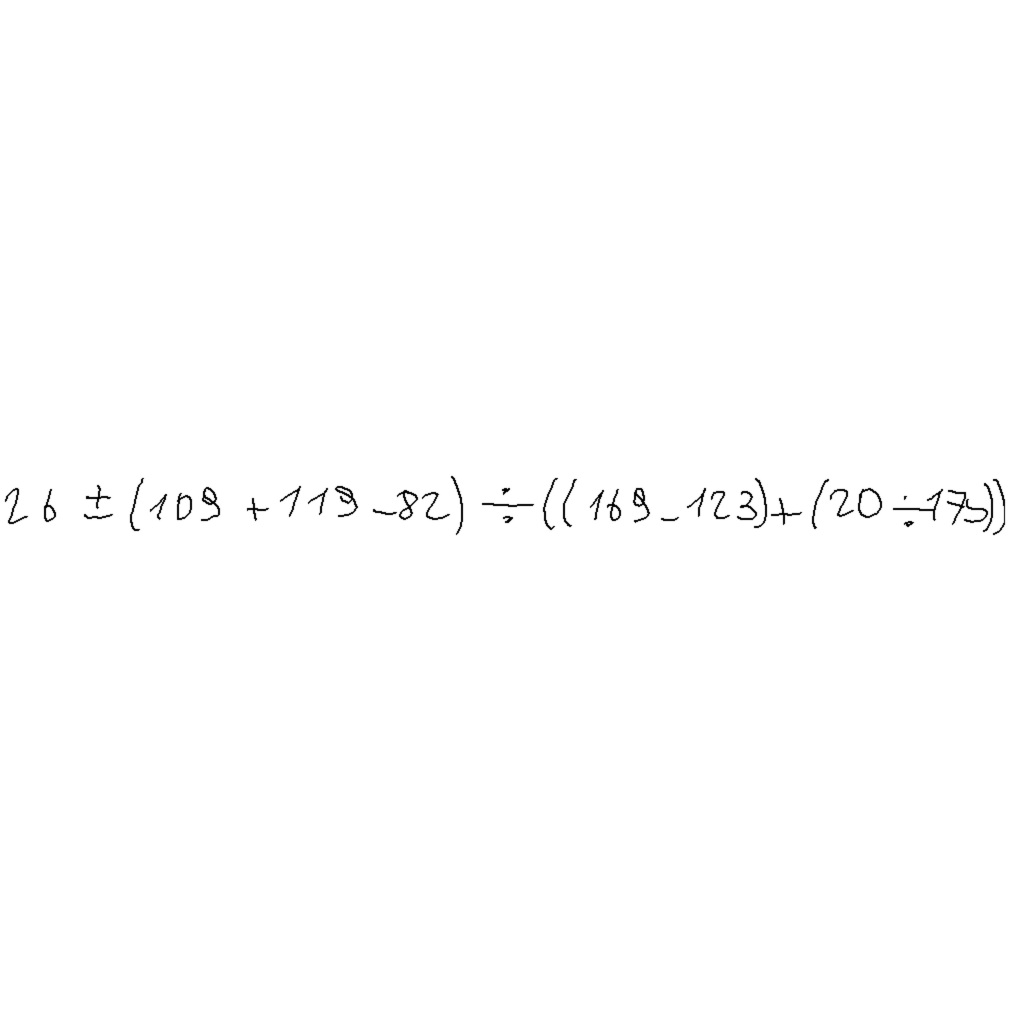 26 ± (109 + 119 - 82) ÷ ((169 - 123) + (20 ÷ 175))